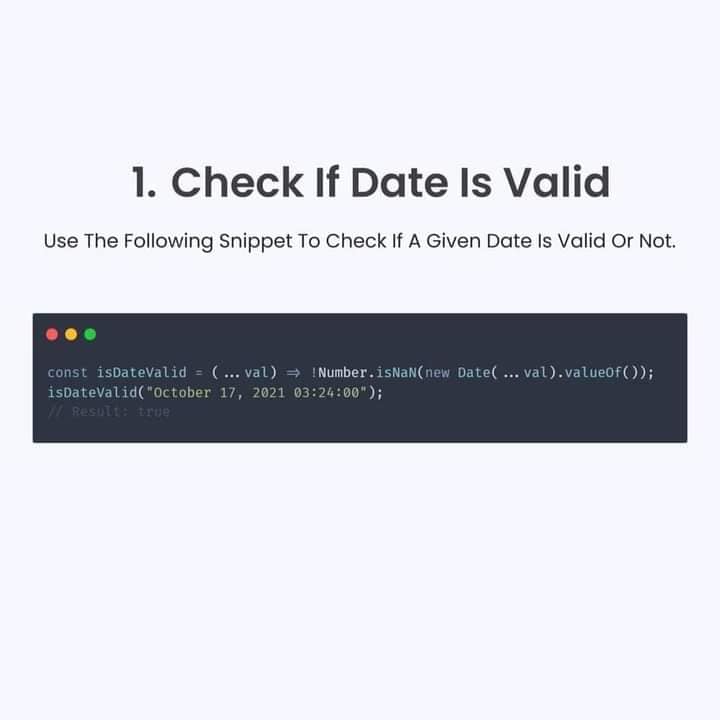 1. Check If Date Is Valid
Use The Following Snippet To Check If A Given Date Is Valid Or Not.
const isDateValid = (...val) => !Number.isNaN(new Date(...val).valueOf());
isDateValid("October 17, 2021 03:24:00");
// Result: true